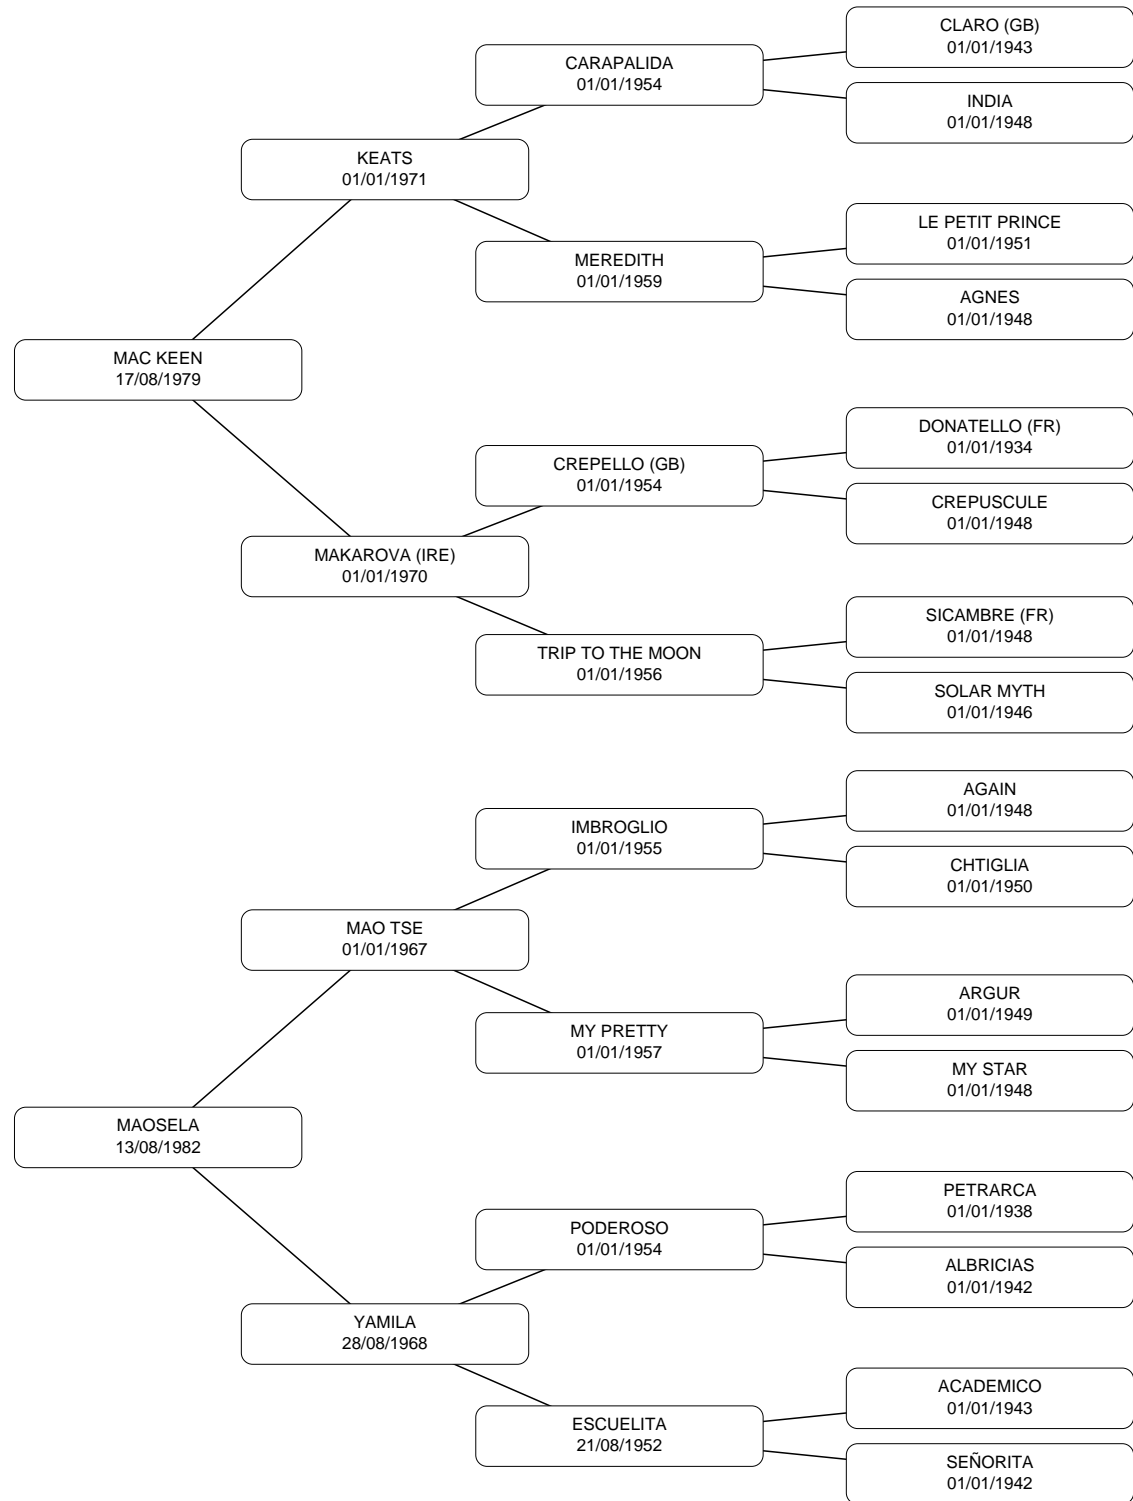 CLARO (GB)
01/01/1943
CARAPALIDA
01/01/1954
INDIA
01/01/1948
KEATS
01/01/1971
LE PETIT PRINCE
01/01/1951
MEREDITH
01/01/1959
AGNES
01/01/1948
MAC KEEN
17/08/1979
DONATELLO (FR)
01/01/1934
CREPELLO (GB)
01/01/1954
CREPUSCULE
01/01/1948
MAKAROVA (IRE)
01/01/1970
SICAMBRE (FR)
01/01/1948
TRIP TO THE MOON
01/01/1956
SOLAR MYTH
01/01/1946
AGAIN
01/01/1948
IMBROGLIO
01/01/1955
CHTIGLIA
01/01/1950
MAO TSE
01/01/1967
ARGUR
01/01/1949
MY PRETTY
01/01/1957
MY STAR
01/01/1948
MAOSELA
13/08/1982
PETRARCA
01/01/1938
PODEROSO
01/01/1954
ALBRICIAS
01/01/1942
YAMILA
28/08/1968
ACADEMICO
01/01/1943
ESCUELITA
21/08/1952
SEÑORITA
01/01/1942